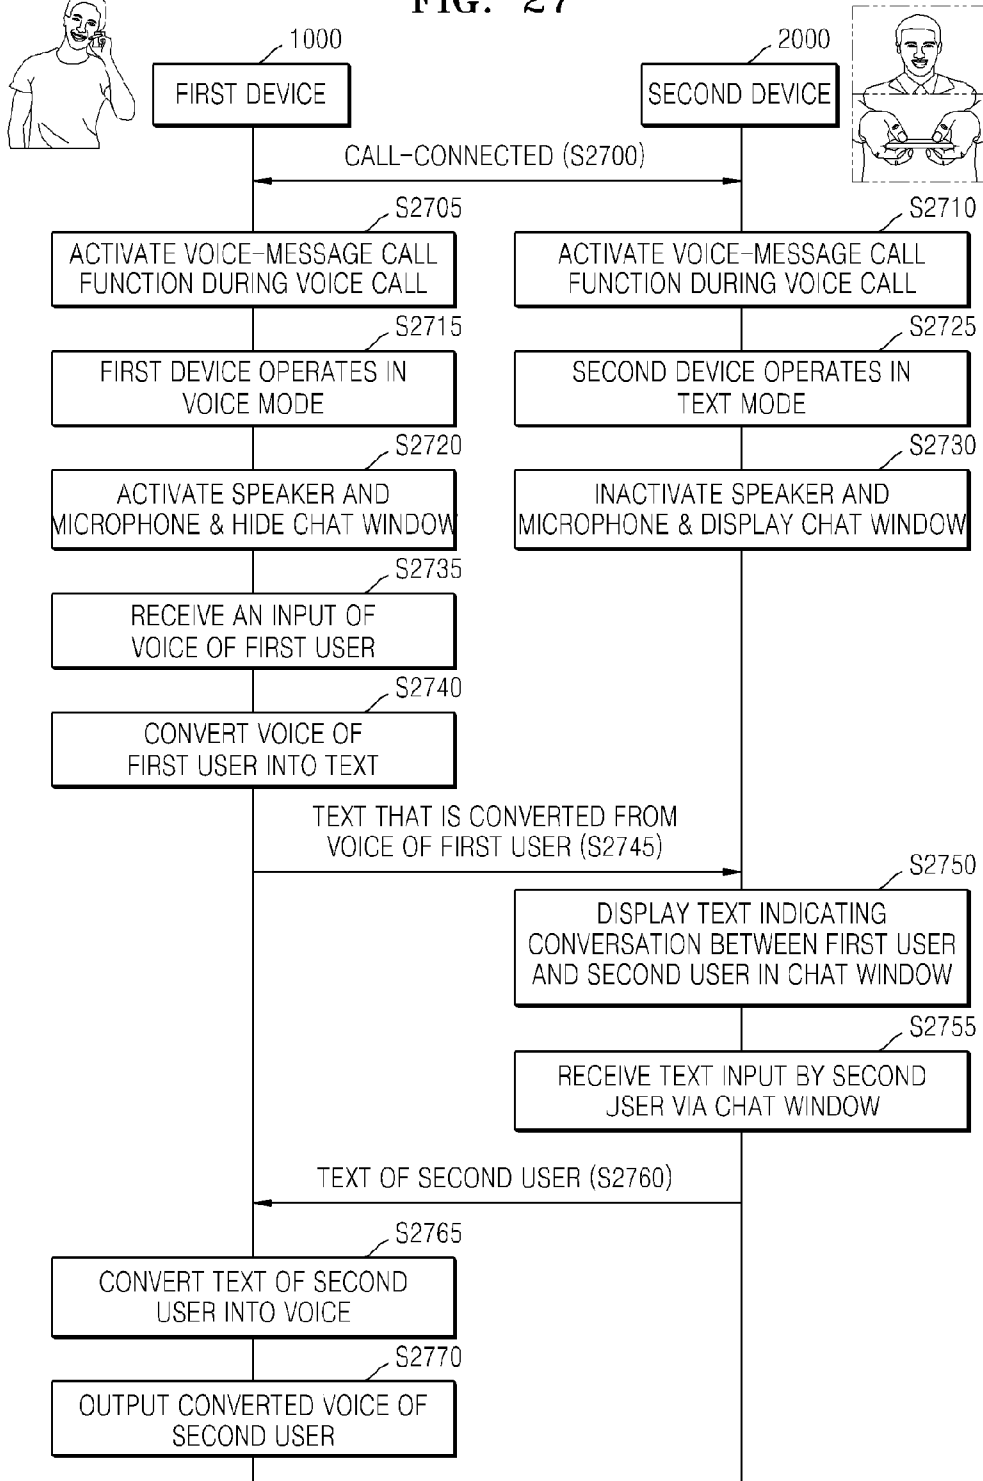 FIG. 27
1000
2000
FIRST DEVICE
SECOND DEVICE
CALL-CONNECTED (S2700)
S2705
S2710
ACTIVATE VOICE-MESSAGE CALL
FUNCTION DURING VOICE CALL
ACTIVATE VOICE-MESSAGE CALL
FUNCTION DURING VOICE CALL
S2715
S2725
FIRST DEVICE OPERATES IN
VOICE MODE
SECOND DEVICE OPERATES IN
TEXT MODE
S2720
S2730
ACTIVATE SPEAKER AND
MICROPHONE & HIDE CHAT WINDOW
INACTIVATE SPEAKER AND
MICROPHONE & DISPLAY CHAT WINDOW
S2735
RECEIVE AN INPUT OF
VOICE OF FIRST USER
S2740
CONVERT VOICE OF
FIRST USER INTO TEXT
TEXT THAT IS CONVERTED FROM
VOICE OF FIRST USER (S2745)
S2750
DISPLAY TEXT INDICATING
CONVERSATION BETWEEN FIRST USER
AND SECOND USER IN CHAT WINDOW
S2755
RECEIVE TEXT INPUT BY SECOND
JSER VIA CHAT WINDOW
TEXT OF SECOND USER (S2760)
S2765
CONVERT TEXT OF SECOND
USER INTO VOICE
S2770
OUTPUT CONVERTED VOICE OF
SECOND USER